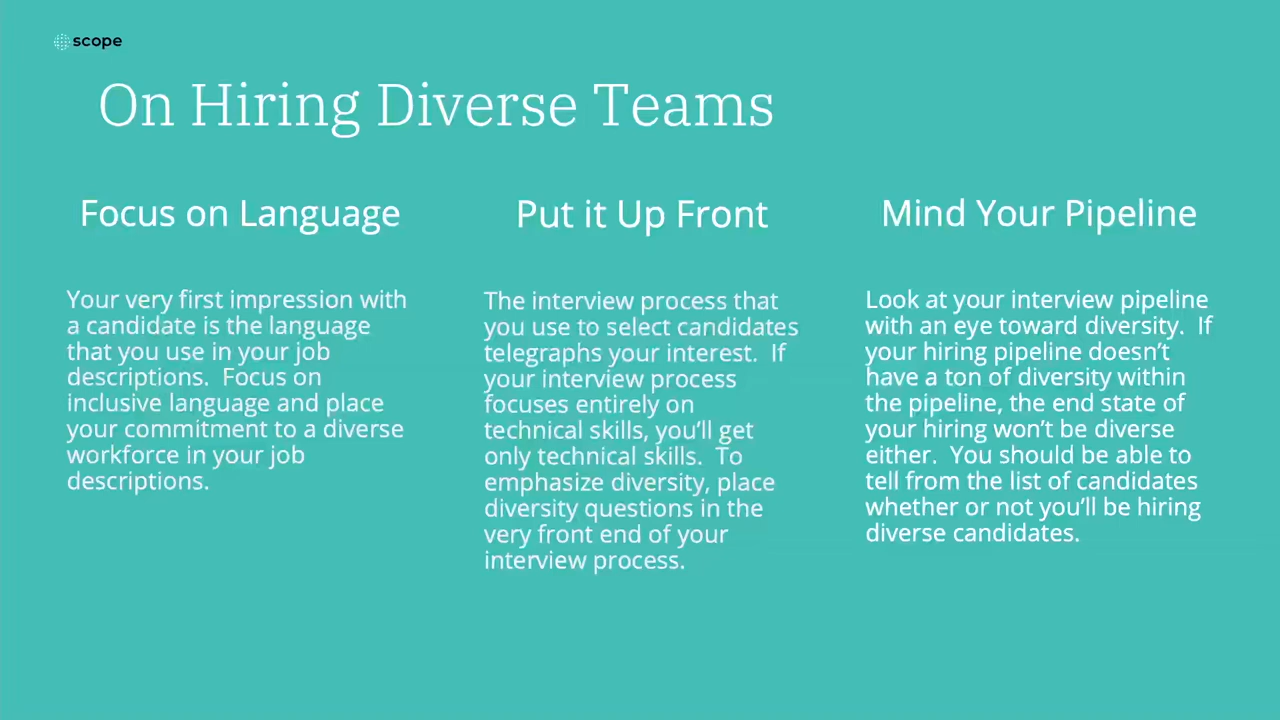 scope
On Hiring Diverse Teams
Focus on Language
Your very first impression with
a candidate is the language
that you use in your job
descriptions.  Focus on
inclusive language and place
your commitment to a diverse
workforce in your job
descriptions.
Put it Up Front
The interview process that
you use to select candidates
telegraphs your interest.  If
your interview process
focuses entirely on
technical skills, you’ll get
only technical skills.  To
emphasize diversity, place
diversity questions in the
very front end of your
interview process.
Mind Your Pipeline
Look at your interview pipeline
with an eye toward diversity.  If
your hiring pipeline doesn’t
have a ton of diversity within
the pipeline, the end state of
your hiring won’t be diverse
either.  You should be able to
tell from the list of candidates
whether or not you’ll be hiring
diverse candidates.